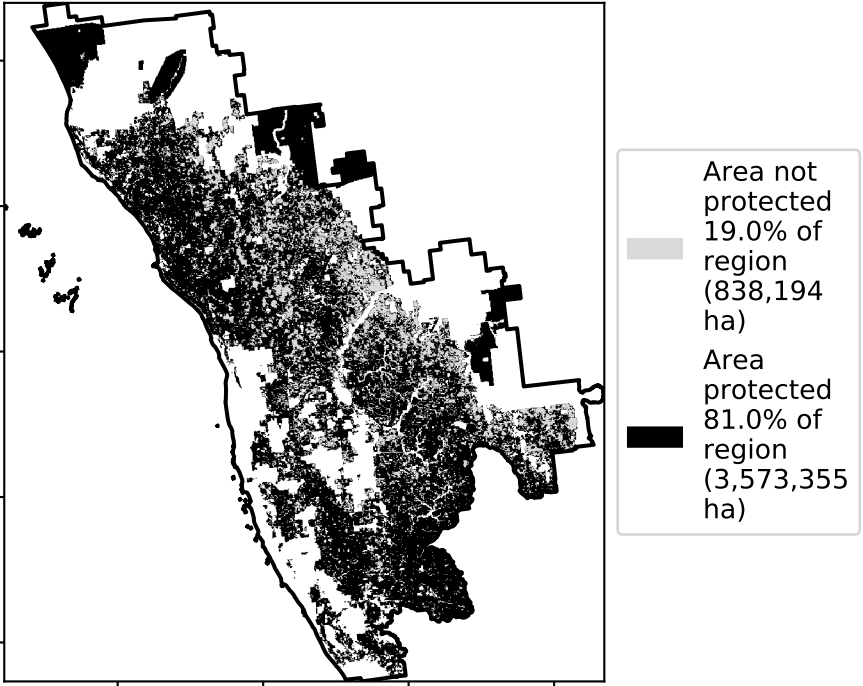 Area not
protected
19.0% of
region
(838,194
ha)
Area
protected
81.0% of
region
(3,573,355
ha)